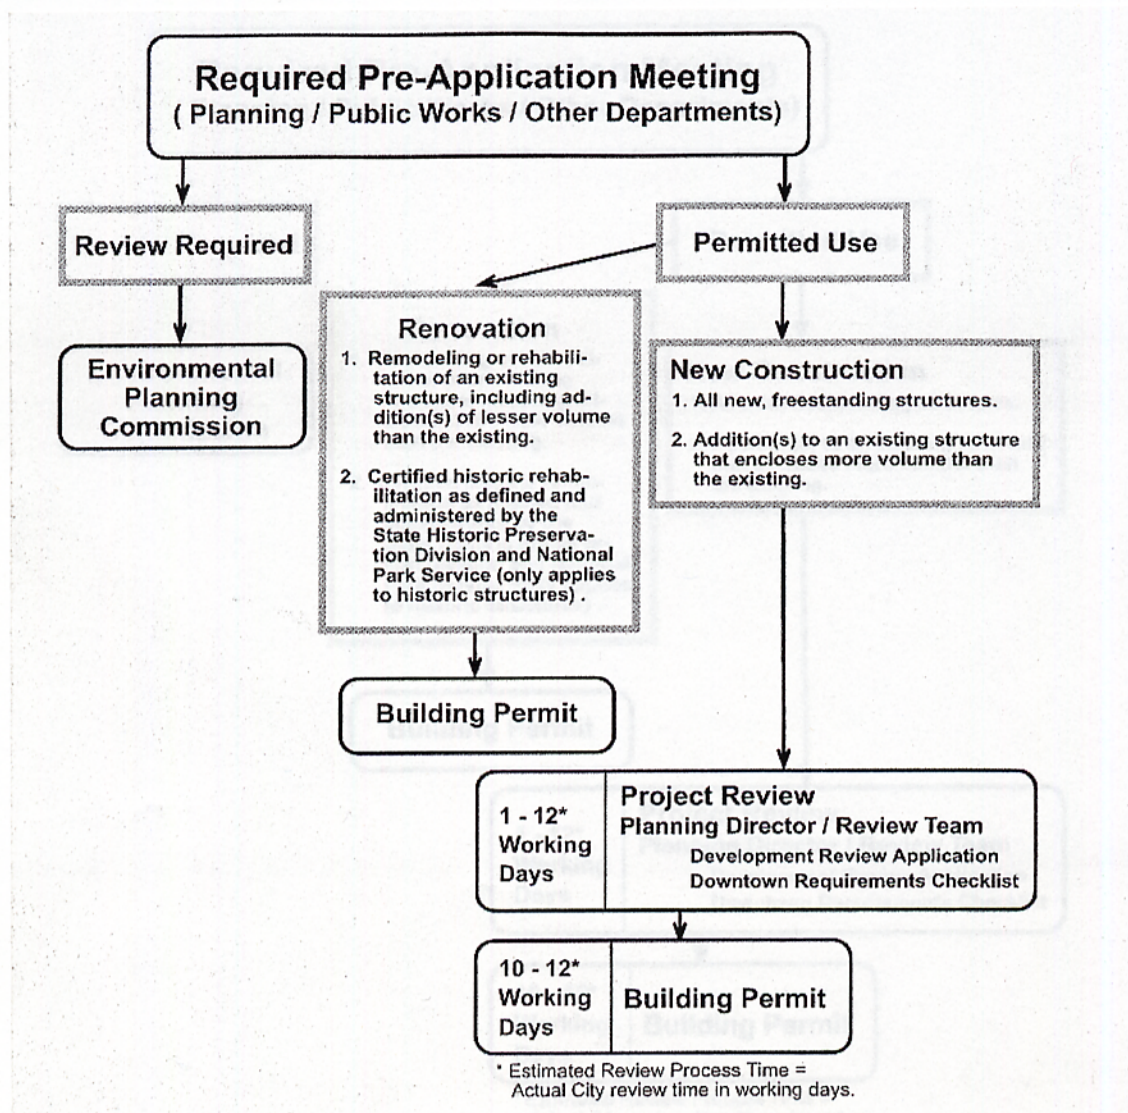 Required Pre-Application Meeting
( Planning / Public Works / Other Departments)
Review Required
Permitted Use
Environmental
Planning
Commission
Renovation
1. Remodeling or rehabili-
tation of an existing
structure, including ad-
dition(s) of lesser volume
than the existing.
2. Certified historic rehab-
ilitation as defined and
administered by the
State Historic Preserva-
tion Division and National
Park Service (only applies
to historic structures) .
New Construction
1. All new, freestanding structures.
2. Addition(s) to an existing structure
that encloses more volume than
the existing.
Building Permit
1 - 12*
Working
Days
Project Review
Planning Director / Review Team
Development Review Application
Downtown Requirements Checklist
10 - 12*
Working
Days
Building Permit
* Estimated Review Process Time =
Actual City review time in working days.